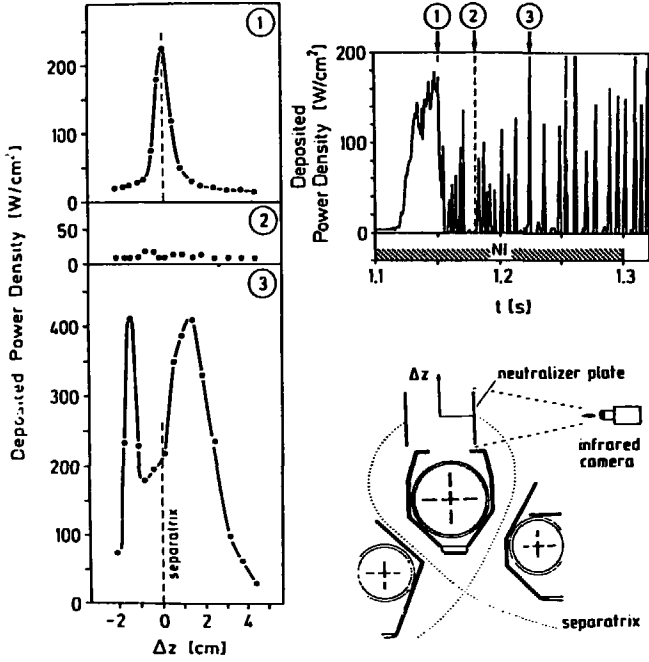 1
200
100
0
2
50
0
3
400
300
200
100
0
separatrix
Deposited Power Density [W/cm²]
-2 0 2 4
Δz [cm]
1 2 3
200
100
0
Deposited
Power Density [W/cm²]
NI
1.1 1.2 1.3
t [s]
Δz
neutralizer plate
infrared
camera
separatrix